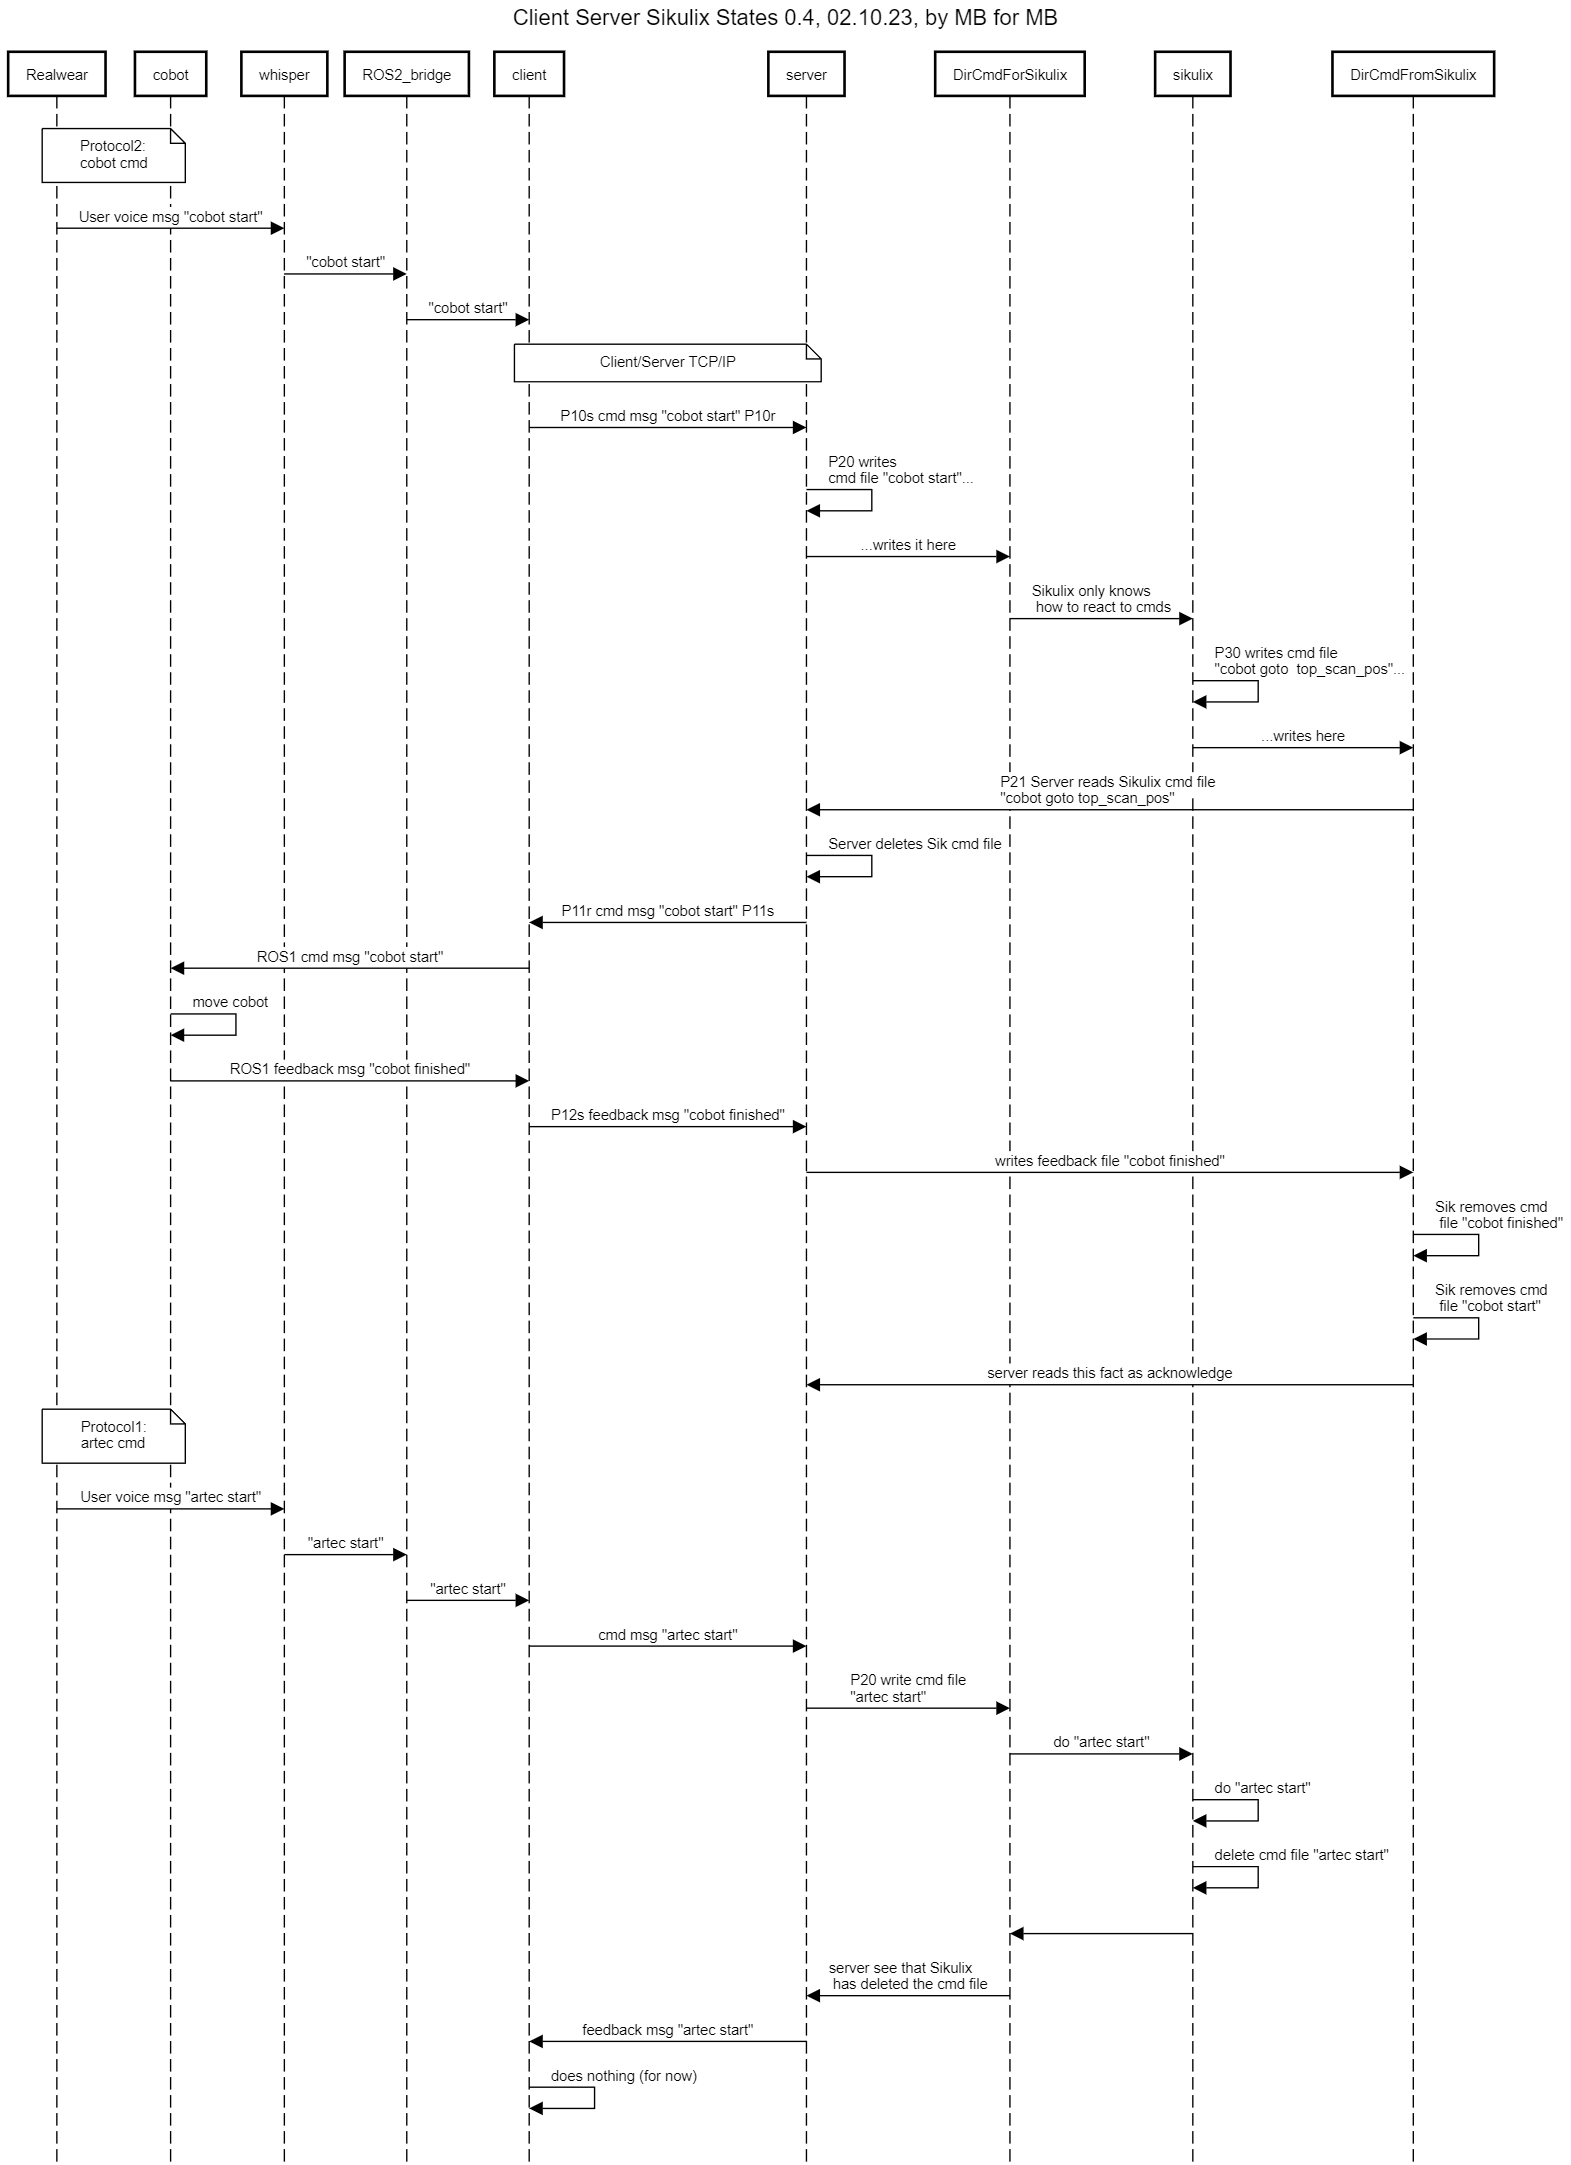 Client Server Sikulix States 0.4, 02.10.23, by MB for MB
Realwear
cobot
whisper
ROS2_bridge
client
server
DirCmdForSikulix
sikulix
DirCmdFromSikulix
Protocol2:
cobot cmd
User voice msg "cobot start"
"cobot start"
"cobot start"
Client/Server TCP/IP
P10s cmd msg "cobot start" P10r
P20 writes
cmd file "cobot start"...
...writes it here
Sikulix only knows
how to react to cmds
P30 writes cmd file
"cobot goto  top_scan_pos"...
...writes here
P21 Server reads Sikulix cmd file
"cobot goto top_scan_pos"
Server deletes Sik cmd file
P11r cmd msg "cobot start" P11s
ROS1 cmd msg "cobot start"
move cobot
ROS1 feedback msg "cobot finished"
P12s feedback msg "cobot finished"
writes feedback file "cobot finished"
Sik removes cmd
file "cobot finished"
Sik removes cmd
file "cobot start"
server reads this fact as acknowledge
Protocol1:
artec cmd
User voice msg "artec start"
"artec start"
"artec start"
cmd msg "artec start"
P20 write cmd file
"artec start"
do "artec start"
do "artec start"
delete cmd file "artec start"
server see that Sikulix
has deleted the cmd file
feedback msg "artec start"
does nothing (for now)